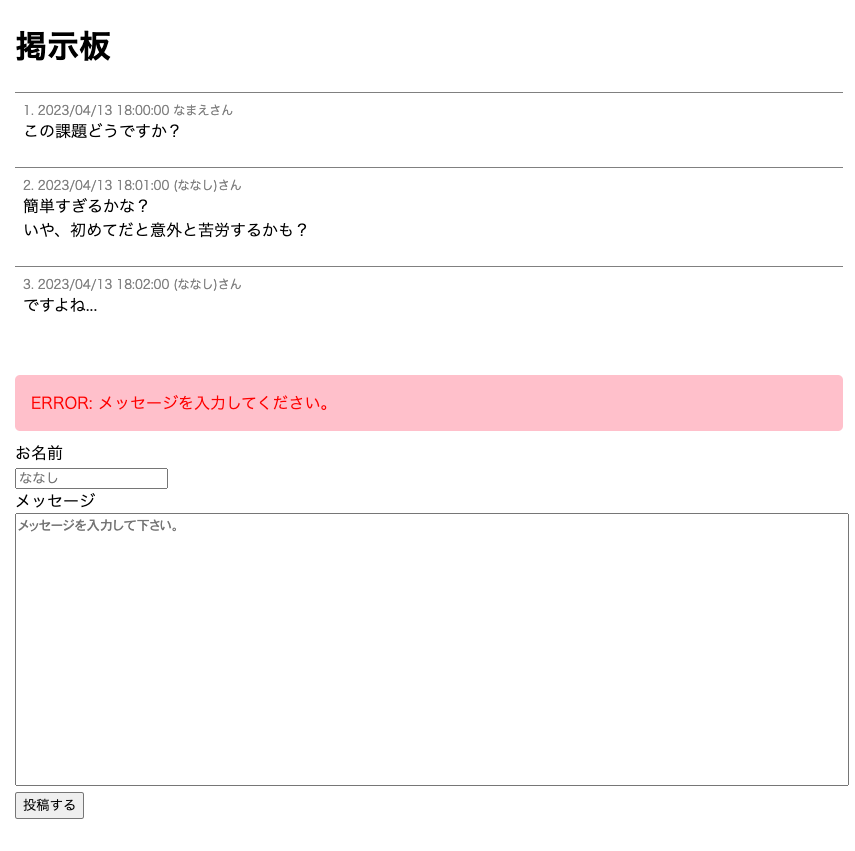 掲示板
1. 2023/04/13 18:00:00 なまえさん
この課題どうですか？
2. 2023/04/13 18:01:00 (ななし)さん
簡単すぎるかな？
いや、初めてだと意外と苦労するかも？
3. 2023/04/13 18:02:00 (ななし)さん
ですよね...
ERROR: メッセージを入力してください。
お名前
ななし
メッセージ
メッセージを入力して下さい。
投稿する